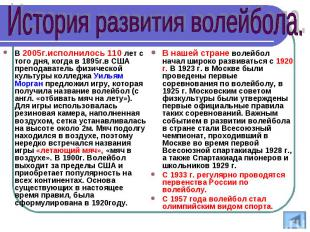 История развития волейбола.
В 2005г.исполнилось 110 лет с
того дня, когда в 1895г.в США
преподаватель физической
культуры колледжа Уильям
Морган предложил игру, которая
получила название волейбол (с
англ. «отбивать мяч на лету»).
Для игры использовалась
резиновая камера, наполненная
воздухом, сетка устанавливалась
на высоте около 2м. Мяч подолгу
находился в воздухе, поэтому
нередко встречался названия
игры «летающий мяч», «мяч в
воздухе». В 1900г. Волейбол
выходит за пределы США и
приобретает популярность на
всех континентах. Основа
существующих в настоящее
время правил, была
сформулирована в 1920году.
В нашей стране волейбол
начал широко развиваться с 1920
г. В 1923 г. в Москве были
проведены первые
соревнования по волейболу, в
1925 г. Московским советом
физкультуры были утверждены
первые официальные правила
таких соревнований. Важным
событием в развитии волейбола
в стране стали Всесоюзный
чемпионат, проходивший в
Москве во время первой
Всесоюзной спартакиады 1928 г.,
а также Спартакиада пионеров и
школьников 1929 г.
С 1933 г. регулярно проводятся
первенства России по
волейболу.
С 1957 года волейбол стал
олимпийским видом спорта.